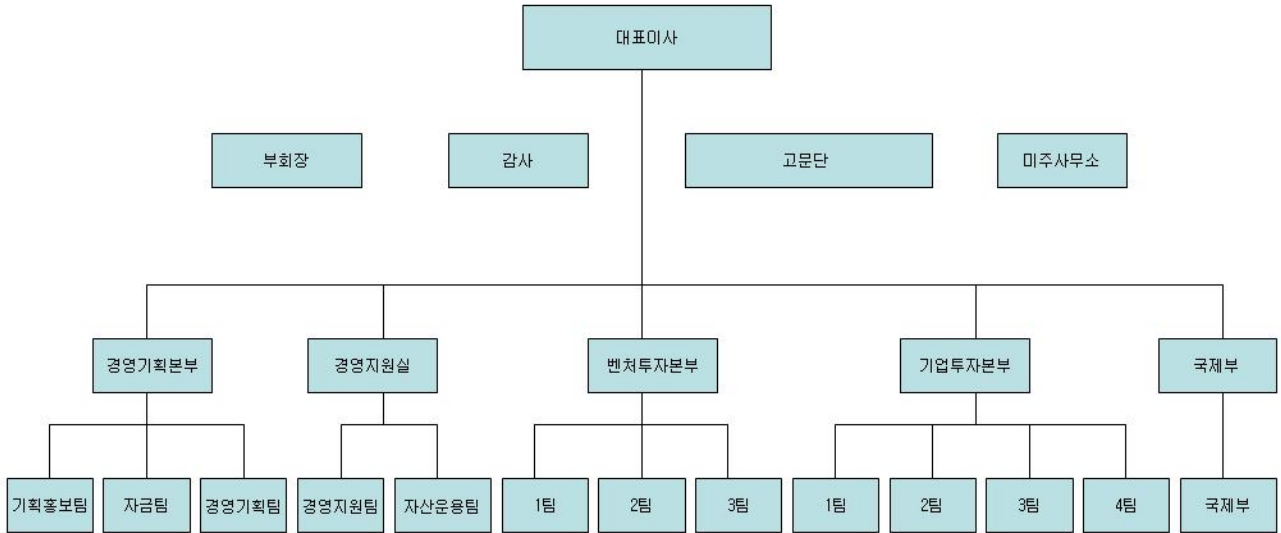 대표이사
부회장
감사
고문단
미주사무소
경영기획본부
경영지원실
벤처투자본부
기업투자본부
국제부
기획홍보팀
자금팀
경영기획팀
경영지원팀
자산운용팀
1팀
2팀
3팀
1팀
2팀
3팀
4팀
국제부